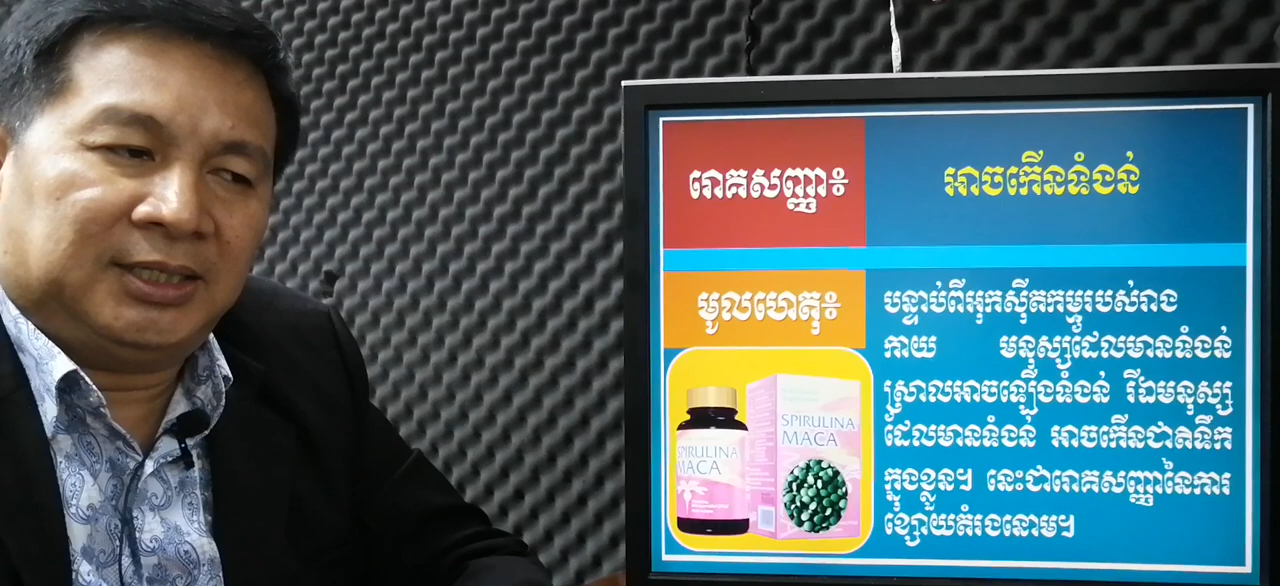 រោគសញ្ញា៖
អាចកើនទំងន់
មូលហេតុ៖
បន្ទាប់ពីអុកស៊ីតកម្មរបស់រាង
កាយ មនុស្សដែលមានទំងន់
ស្រាលអាចឡើងទំងន់ រីឯមនុស្ស
ដែលមានទំងន់ អាចកើនជាតិទឹក
ក្នុងខ្លួន។ នេះជារោគសញ្ញានៃការ
ខ្សោយតំរងនោម។
SPIRULINA
MACA
SPIRULINA
MACA